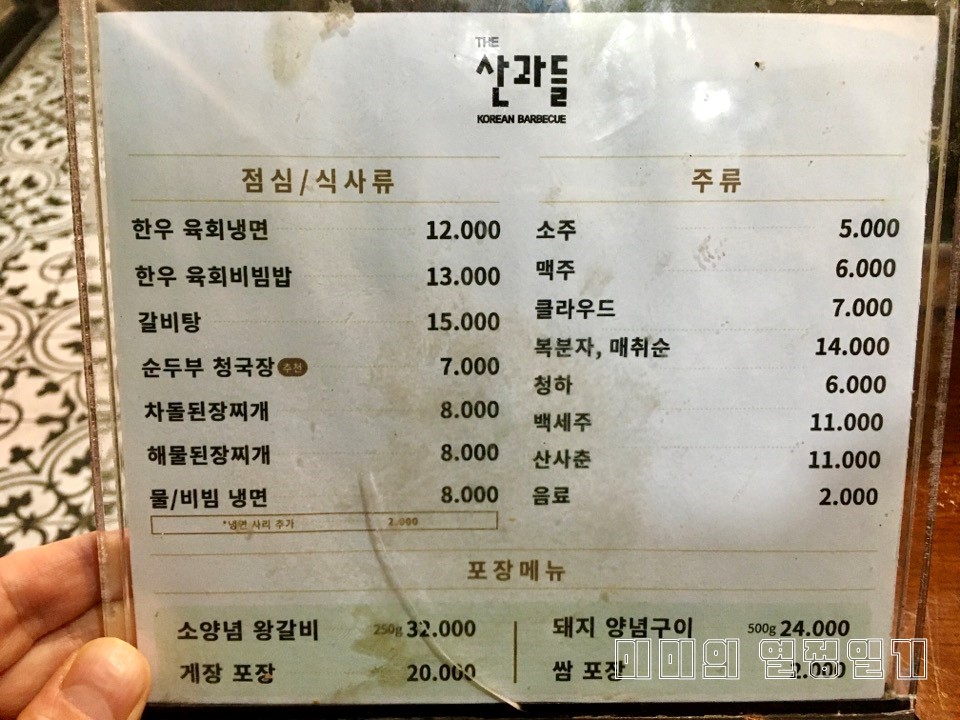 THE
산과들
KOREAN BARBECUE
점심/식사류
한우 육회냉면 12.000
한우 육회비빔밥 13.000
갈비탕 15.000
순두부 청국장 추천 7.000
차돌된장찌개 8.000
해물된장찌개 8.000
물/비빔 냉면 8.000
*냉면 사리 추가 2.000
주류
소주 5.000
맥주 6.000
클라우드 7.000
복분자, 매취순 14.000
청하 6.000
백세주 11.000
산사춘 11.000
음료 2.000
포장메뉴
소양념 왕갈비 250g 32.000
게장 포장 20.000
돼지 양념구이 500g 24.000
쌈 포장 2.000
미미의 열쩡일기